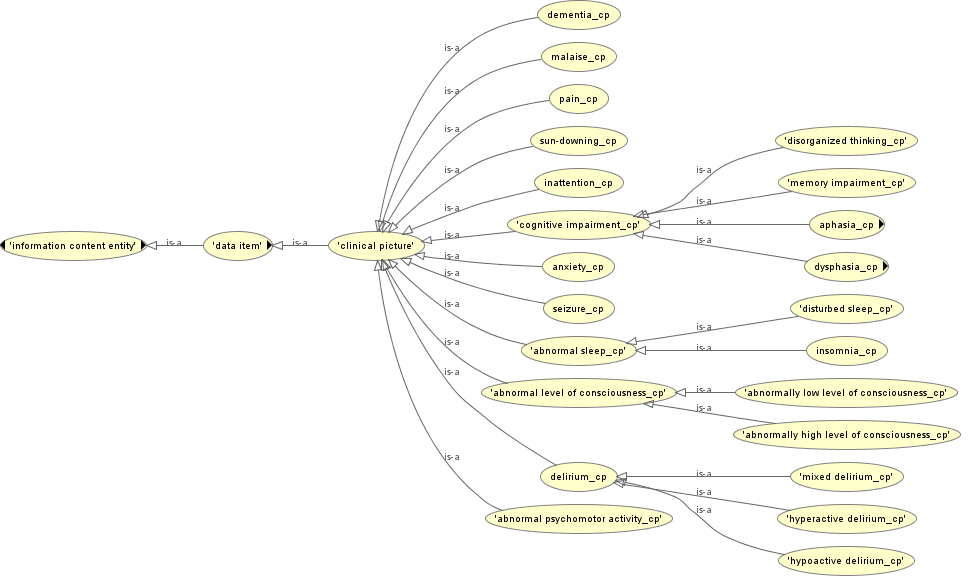 dementia_cp
is-a
malaise_cp
is-a
pain_cp
is-a
sun-downing_cp
'disorganized thinking_cp'
is-a
is-a
inattention_cp
'memory impairment_cp'
is-a
is-a
'cognitive impairment_cp'
is-a
aphasia_cp
is-a
is-a
'information content entity'
is-a
'data item'
is-a
'clinical picture'
is-a
anxiety_cp
dysphasia_cp
is-a
seizure_cp
'disturbed sleep_cp'
is-a
is-a
'abnormal sleep_cp'
is-a
insomnia_cp
is-a
'abnormal level of consciousness_cp'
is-a
'abnormally low level of consciousness_cp'
is-a
is-a
'abnormally high level of consciousness_cp'
delirium_cp
is-a
'mixed delirium_cp'
is-a
is-a
'abnormal psychomotor activity_cp'
'hyperactive delirium_cp'
is-a
'hypoactive delirium_cp'